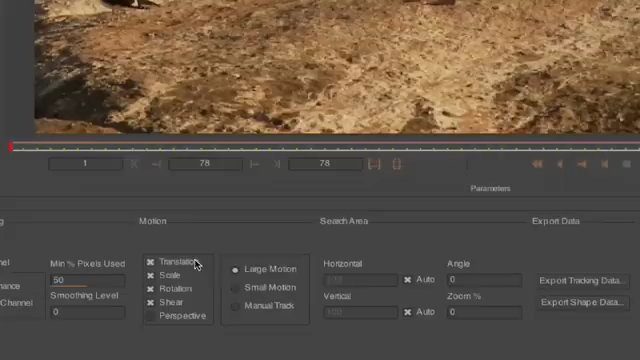 1 78 78
Parameters
Motion Search Area Export Data
Min % Pixels Used
50
Smoothing Level
0
Translation
Scale
Rotation
Shear
Perspective
Large Motion
Small Motion
Manual Track
Horizontal
Auto
Vertical
Auto
Angle
0
Zoom %
0
Export Tracking Data...
Export Shape Data...
Channel